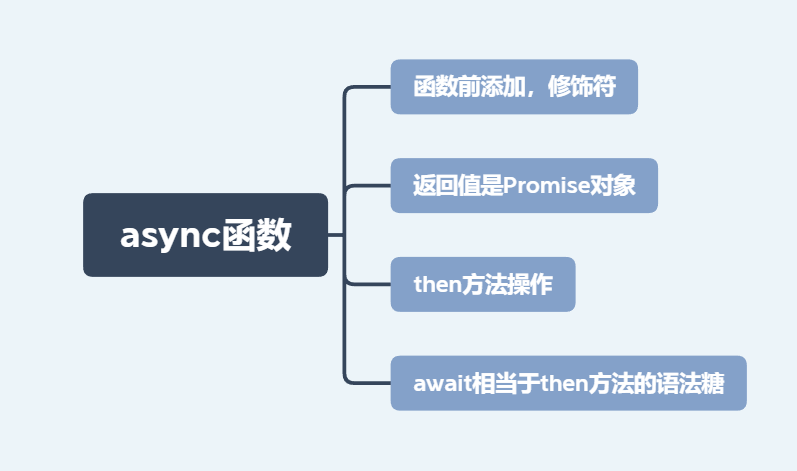 async函数
函数前添加，修饰符
返回值是Promise对象
then方法操作
await相当于then方法的语法糖